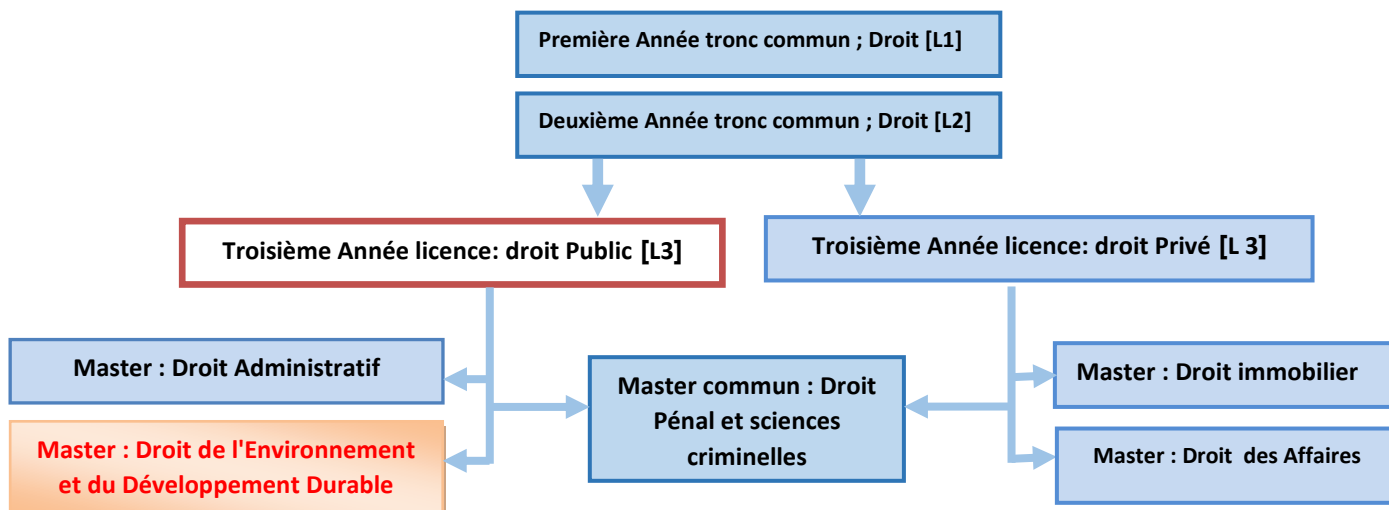 Première Année tronc commun ; Droit [L1]
Deuxième Année tronc commun ; Droit [L2]
Troisième Année licence: droit Public [L3]
Troisième Année licence: droit Privé [L 3]
Master : Droit Administratif
Master commun : Droit
Pénal et sciences
criminelles
Master : Droit immobilier
Master : Droit de l'Environnement
et du Développement Durable
Master : Droit des Affaires